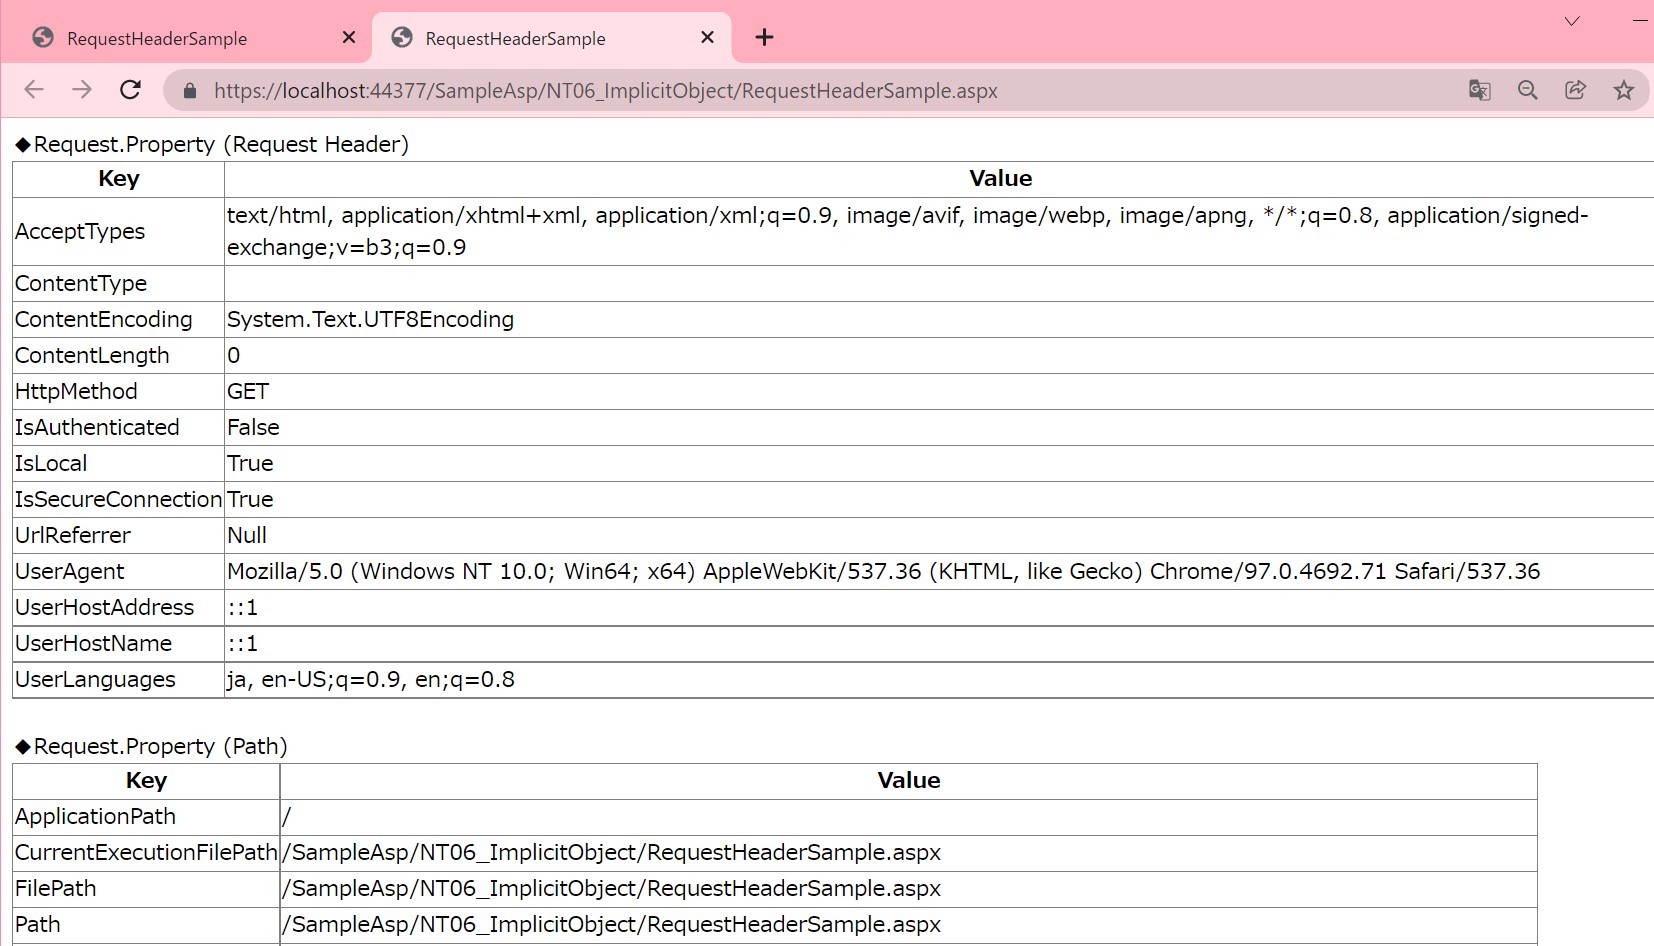 RequestHeaderSample
RequestHeaderSample
https://localhost:44377/SampleAsp/NT06_ImplicitObject/RequestHeaderSample.aspx
◆Request.Property (Request Header)
Key Value
AcceptTypes text/html, application/xhtml+xml, application/xml;q=0.9, image/avif, image/webp, image/apng, */*;q=0.8, application/signed-
exchange;v=b3;q=0.9
ContentType
ContentEncoding System.Text.UTF8Encoding
ContentLength 0
HttpMethod GET
IsAuthenticated False
IsLocal True
IsSecureConnection True
UrlReferrer Null
UserAgent Mozilla/5.0 (Windows NT 10.0; Win64; x64) AppleWebKit/537.36 (KHTML, like Gecko) Chrome/97.0.4692.71 Safari/537.36
UserHostAddress ::1
UserHostName ::1
UserLanguages ja, en-US;q=0.9, en;q=0.8
◆Request.Property (Path)
Key Value
ApplicationPath /
CurrentExecutionFilePath /SampleAsp/NT06_ImplicitObject/RequestHeaderSample.aspx
FilePath /SampleAsp/NT06_ImplicitObject/RequestHeaderSample.aspx
Path /SampleAsp/NT06_ImplicitObject/RequestHeaderSample.aspx